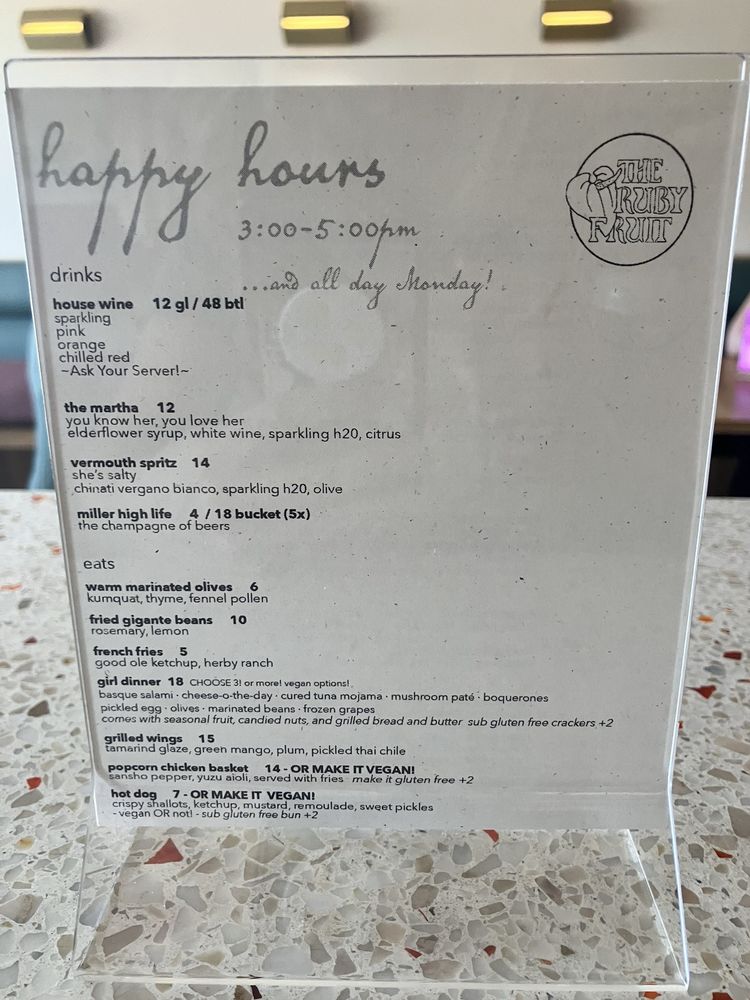 happy hours
THE
RUBY
FRUIT
3:00-5:00pm
...and all day Monday!
drinks
house wine 12 gl / 48 btl
sparkling
pink
orange
chilled red
~Ask Your Server!~
the martha 12
you know her, you love her
elderflower syrup, white wine, sparkling h20, citrus
vermouth spritz 14
she's salty
chinati vergano bianco, sparkling h20, olive
miller high life 4 / 18 bucket (5x)
the champagne of beers
eats
warm marinated olives 6
kumquat, thyme, fennel pollen
fried gigante beans 10
rosemary, lemon
french fries 5
good ole ketchup, herby ranch
girl dinner 18 CHOOSE 3! or more! vegan options!
basque salami · cheese-o-the-day · cured tuna mojama · mushroom paté · boquerones
pickled egg · olives · marinated beans · frozen grapes
comes with seasonal fruit, candied nuts, and grilled bread and butter sub gluten free crackers +2
grilled wings 15
tamarind glaze, green mango, plum, pickled thai chile
popcorn chicken basket 14 - OR MAKE IT VEGAN!
sansho pepper, yuzu aioli, served with fries make it gluten free +2
hot dog 7 - OR MAKE IT VEGAN!
crispy shallots, ketchup, mustard, remoulade, sweet pickles
- vegan OR not! - sub gluten free bun +2